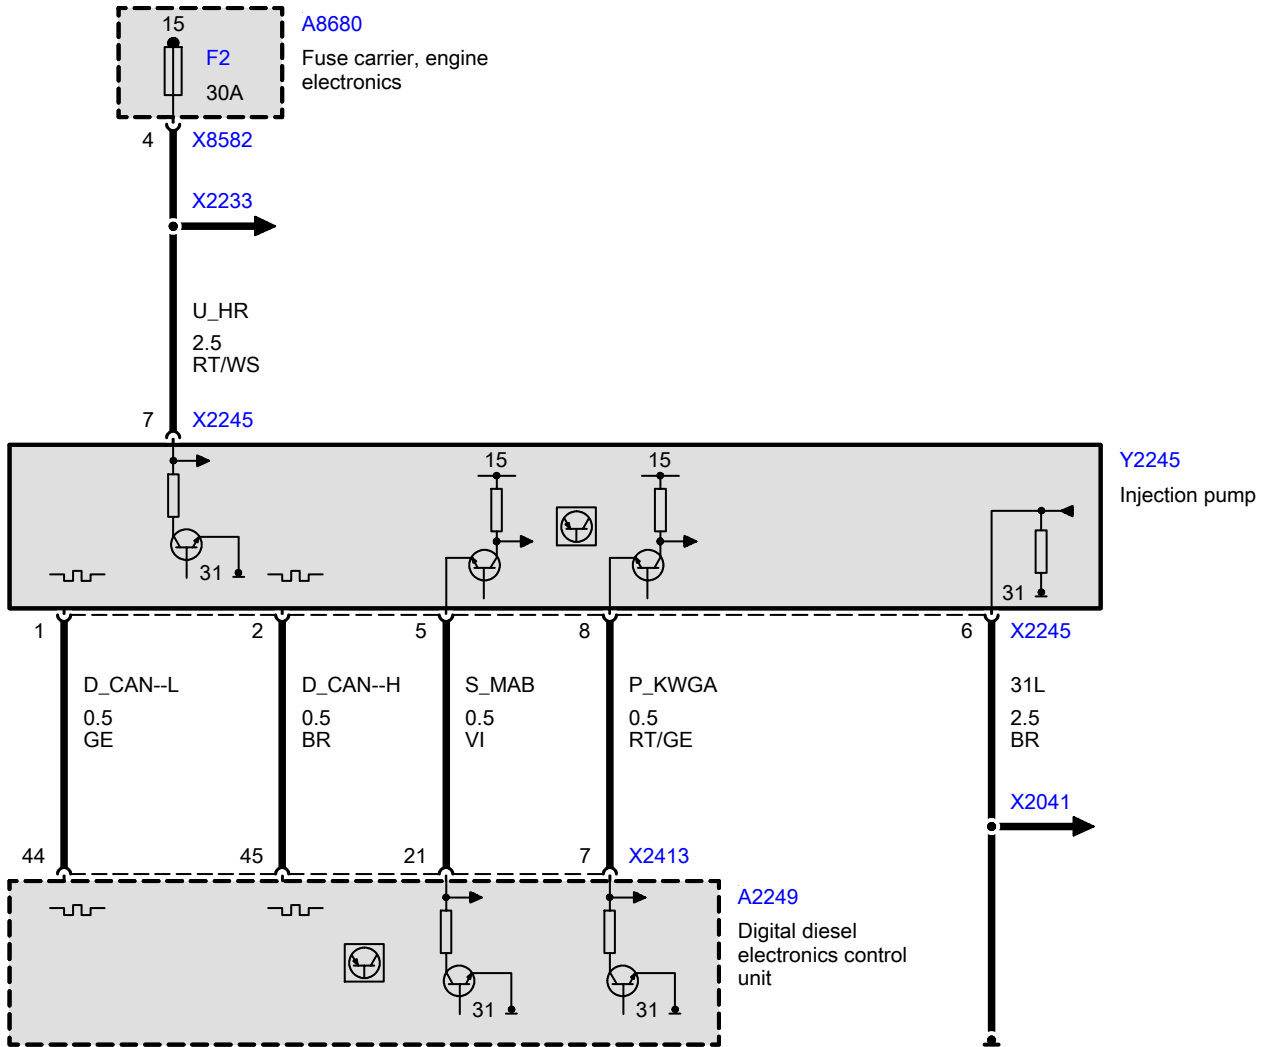 15
A8680
F2
Fuse carrier, engine
electronics
30A
4
X8582
X2233
U_HR
2.5
RT/WS
7
X2245
15
15
Y2245
Injection pump
31
31
1
2
5
8
6
X2245
D_CAN--L
0.5
GE
D_CAN--H
0.5
BR
S_MAB
0.5
VI
P_KWGA
0.5
RT/GE
31L
2.5
BR
X2041
44
45
21
7
X2413
A2249
Digital diesel
electronics control
unit
31
31